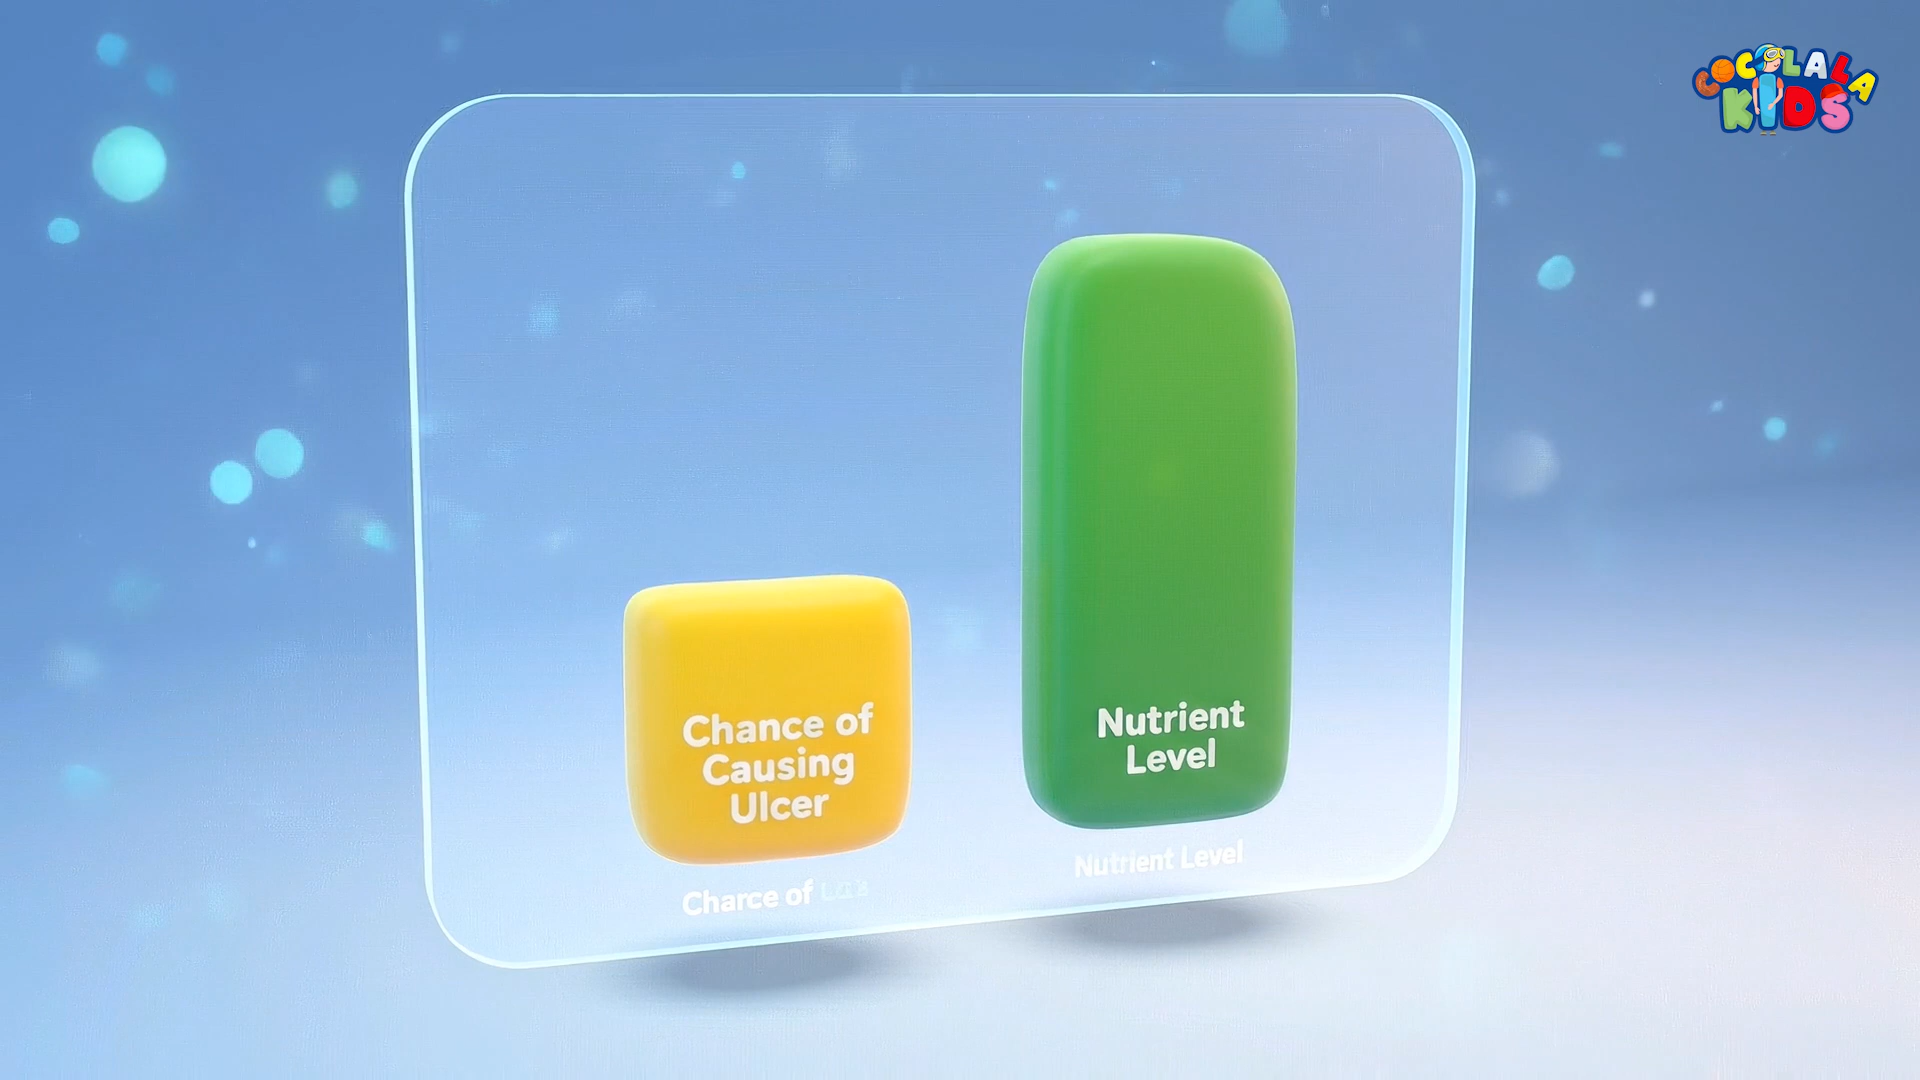 COCOLALA
KIDS
Chance of
Causing
Ulcer
Nutrient
Level
Charce of
Nutrient Level